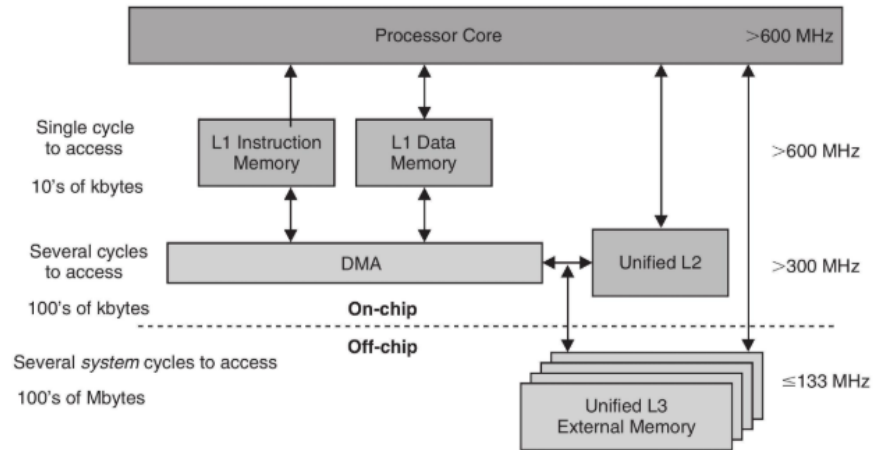 Processor Core
>600 MHz
Single cycle
to access
10's of kbytes
L1 Instruction
Memory
L1 Data
Memory
>600 MHz
Several cycles
to access
100's of kbytes
DMA
Unified L2
>300 MHz
On-chip
Off-chip
Several system cycles to access
100's of Mbytes
Unified L3
External Memory
≤133 MHz